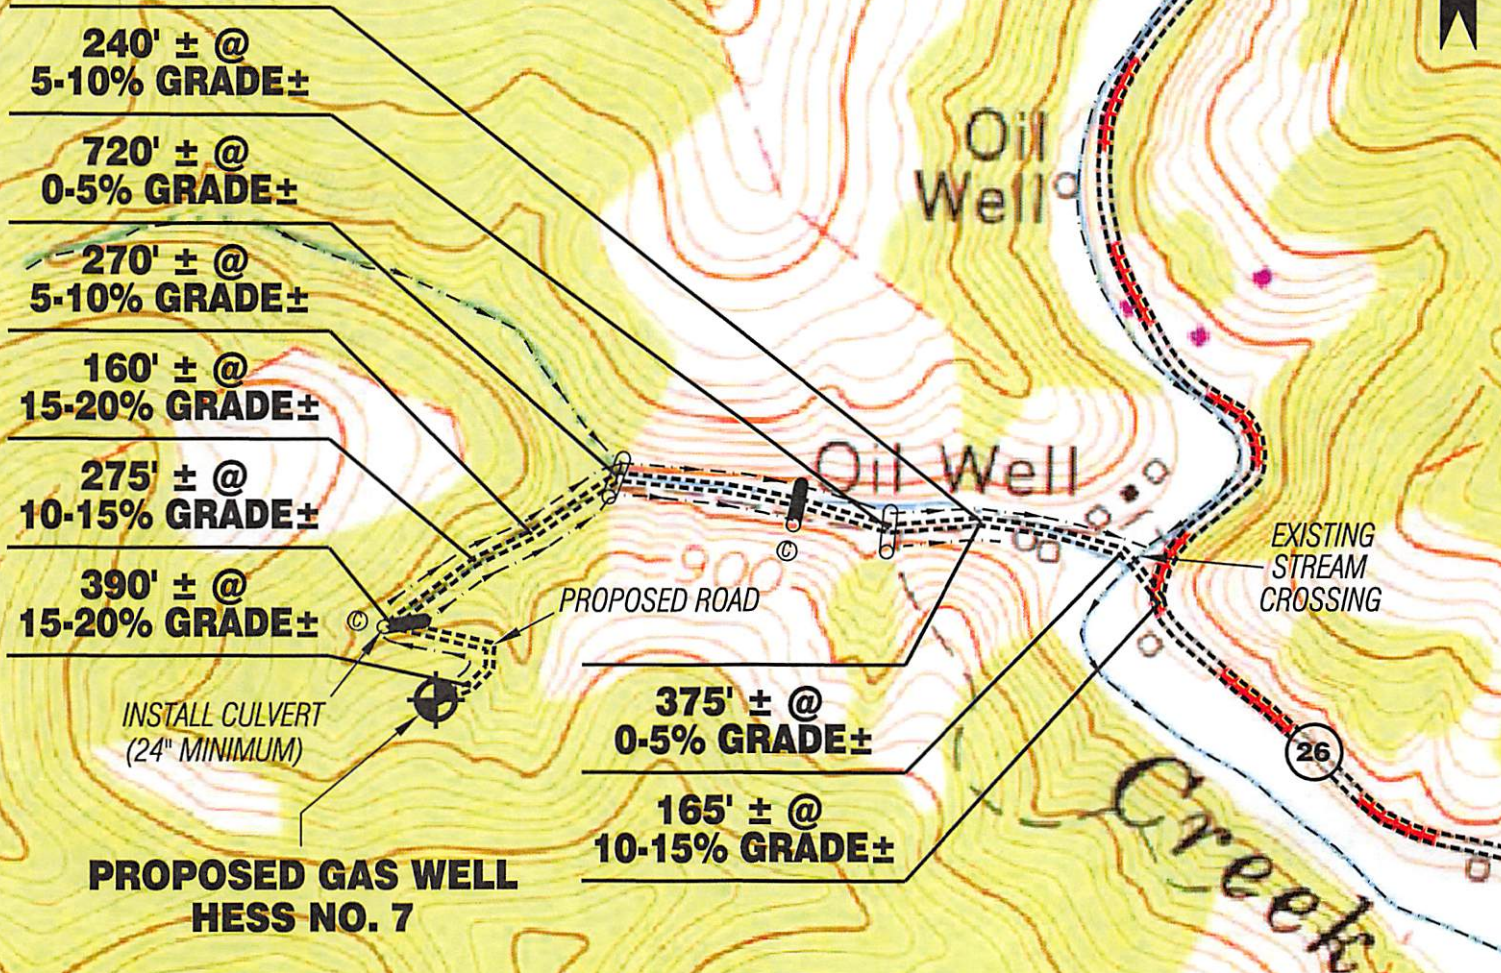 240' ± @
5-10% GRADE±
720' ± @
0-5% GRADE±
270' ± @
5-10% GRADE±
160' ± @
15-20% GRADE±
275' ± @
10-15% GRADE±
390' ± @
15-20% GRADE±
INSTALL CULVERT
(24" MINIMUM)
PROPOSED GAS WELL
HESS NO. 7
Oil
Well
Oil Well
©
©
900
PROPOSED ROAD
EXISTING
STREAM
CROSSING
375' ± @
0-5% GRADE±
165' ± @
10-15% GRADE±
26
Creek